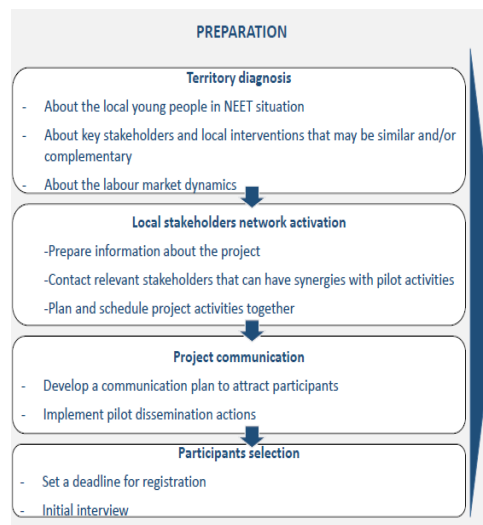 PREPARATION
Territory diagnosis
- About the local young people in NEET situation
- About key stakeholders and local interventions that may be similar and/or
complementary
- About the labour market dynamics
Local stakeholders network activation
-Prepare information about the project
-Contact relevant stakeholders that can have synergies with pilot activities
-Plan and schedule project activities together
Project communication
- Develop a communication plan to attract participants
- Implement pilot dissemination actions
Participants selection
- Set a deadline for registration
- Initial interview